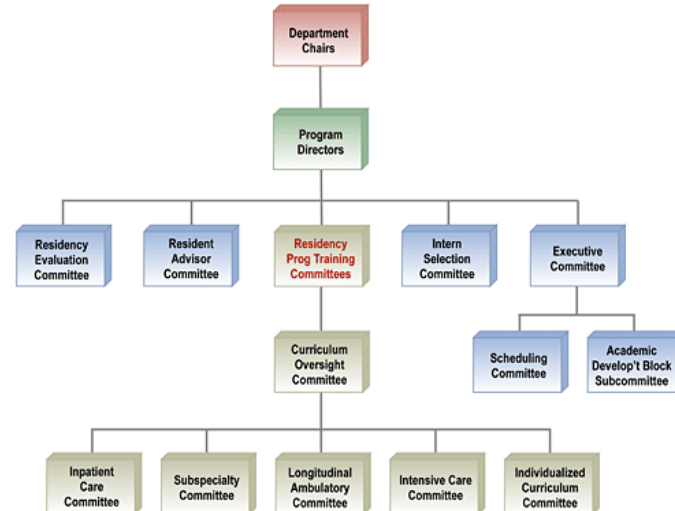 Department
Chairs
Program
Directors
Residency
Evaluation
Committee
Resident
Advisor
Committee
Residency
Prog Training
Committees
Intern
Selection
Committee
Executive
Committee
Curriculum
Oversight
Committee
Scheduling
Committee
Academic
Develop't Block
Subcommittee
Inpatient
Care
Committee
Subspecialty
Committee
Longitudinal
Ambulatory
Committee
Intensive Care
Committee
Individualized
Curriculum
Committee